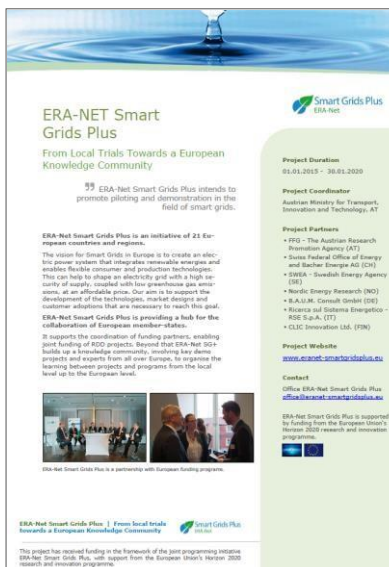 Smart Grids Plus
ERA-Net
ERA-NET Smart
Grids Plus
From Local Trials Towards a European
Knowledge Community
ERA-Net Smart Grids Plus intends to
promote piloting and demonstration in the
field of smart grids.
ERA-Net Smart Grids Plus is an initiative of 21 Eu-
ropean countries and regions.
The vision for Smart Grids in Europe is to create an elec-
tric power system that integrates renewable energies and
enables flexible consumer and production technologies.
This can help to shape an electricity grid with a high se-
curity of supply, coupled with low greenhouse gas emis-
sions, at an affordable price. Our aim is to support the
development of the technologies, market designs and
customer adoptions that are necessary to reach this goal.
ERA-Net Smart Grids Plus is providing a hub for the
collaboration of European member-states.
It supports the coordination of funding partners, enabling
joint funding of RDD projects. Beyond that ERA-Net SG+
builds up a knowledge community, involving key demo
projects and experts from all over Europe, to organise the
learning between projects and programs from the local
level up to the European level.
ERA-Net Smart Grids Plus is a partnership with European funding programe.
ERA-Net Smart Grids Plus | From local trials
towards a European Knowledge Community
Smart Grids Plus
ERA-Net
This project has received funding in the framework of the joint programming initiative
ERA-Net Smart Grids Plus, with support from the European Union's Horizon 2020
research and innovation programme.
Project Duration
01.01.2015 - 30.01.2020
Project Coordinator
Austrian Ministry for Transport,
Innovation and Technology, AT
Project Partners
• FFG - The Austrian Research
Promotion Agency (AT)
• Swiss Federal Office of Energy
and Bacher Energie AG (CH)
• SWEA - Swedish Energy Agency
(SE)
• Nordic Energy Research (NO)
• B.A.U.M. Consult GmbH (DE)
• Ricerca sul Sistema Energetico -
RSE S.p.A. (IT)
• CLIC Innovation Ltd. (FIN)
Project Website
www.eranet-smartgridsplus.eu
Contact
Office ERA-Net Smart Grids Plus
office@eranet-smartgridsplus.eu
ERA-Net Smart Grids Plus is supported
by funding from the European Union's
Horizon 2020 research and innovation
programme.